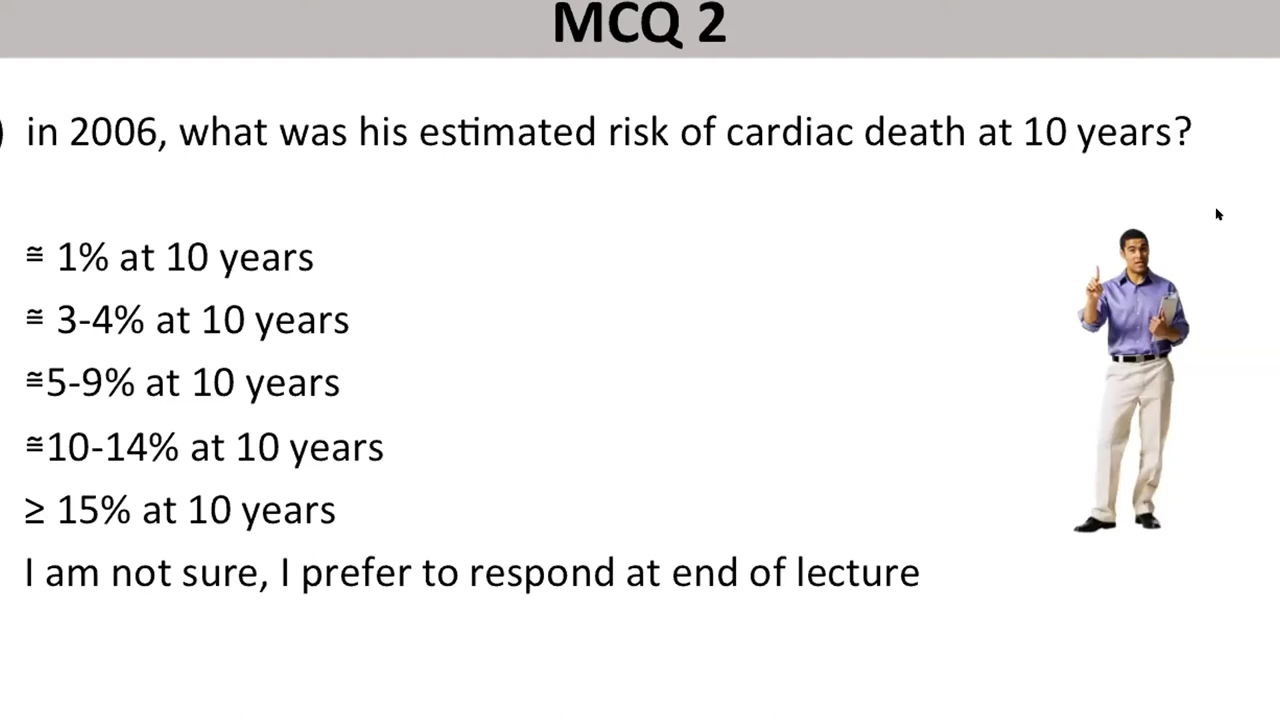 MCQ 2
) in 2006, what was his estimated risk of cardiac death at 10 years?
≅ 1% at 10 years
≅ 3-4% at 10 years
≅5-9% at 10 years
≅10-14% at 10 years
≥ 15% at 10 years
I am not sure, I prefer to respond at end of lecture